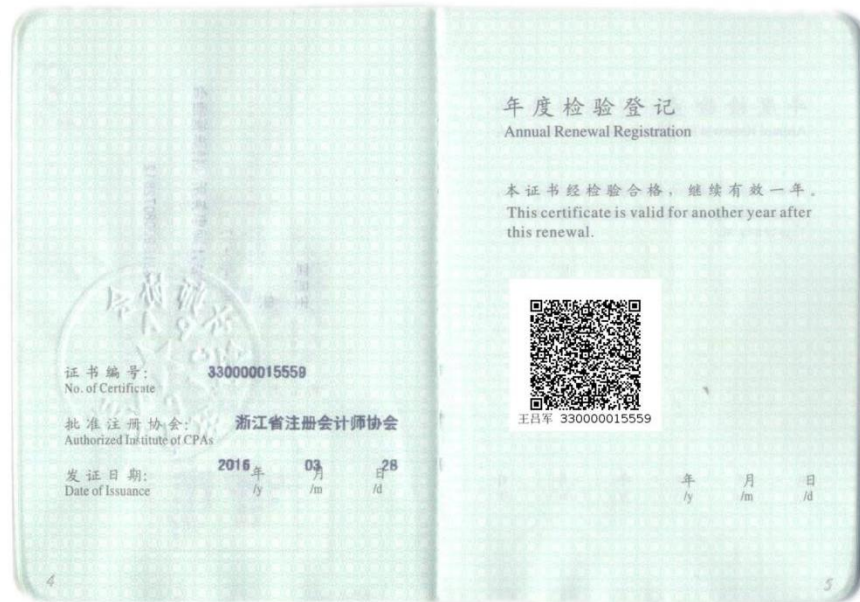 证书编号: 330000015559
No. of Certificate
批准注册协会: 浙江省注册会计师协会
Authorized Institute of CPAs
发证日期: 2016 年 03 月 28 日
Date of Issuance /y /m /d
4
年度检验登记
Annual Renewal Registration
本证书经检验合格，继续有效一年。
This certificate is valid for another year after
this renewal.
王吕军 330000015559
年 月 日
/y /m /d
5